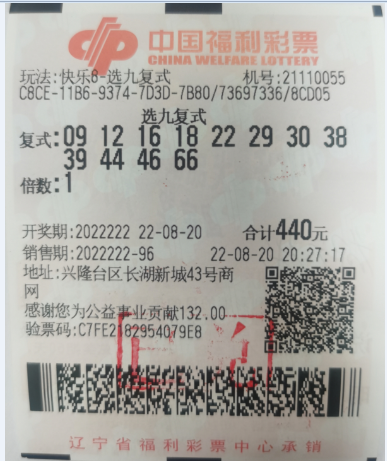 中国福利彩票
CHINA WELFARE LOTTERY
玩法:快乐8-选九复式 机号:21110055
C8CE-11B6-9374-7D3D-7B80/73697336/8CD05
选九复式
复式:09 12 16 18 22 29 30 38
39 44 46 66
倍数:1
开奖期:2022222 22-08-20 合计440元
销售期:2022222-96 22-08-20 20:27:17
地址:兴隆台区长湖新城43号商
网
感谢您为公益事业贡献132.00
验票码:C7FE2182954079E8
辽宁省福利彩票中心承销